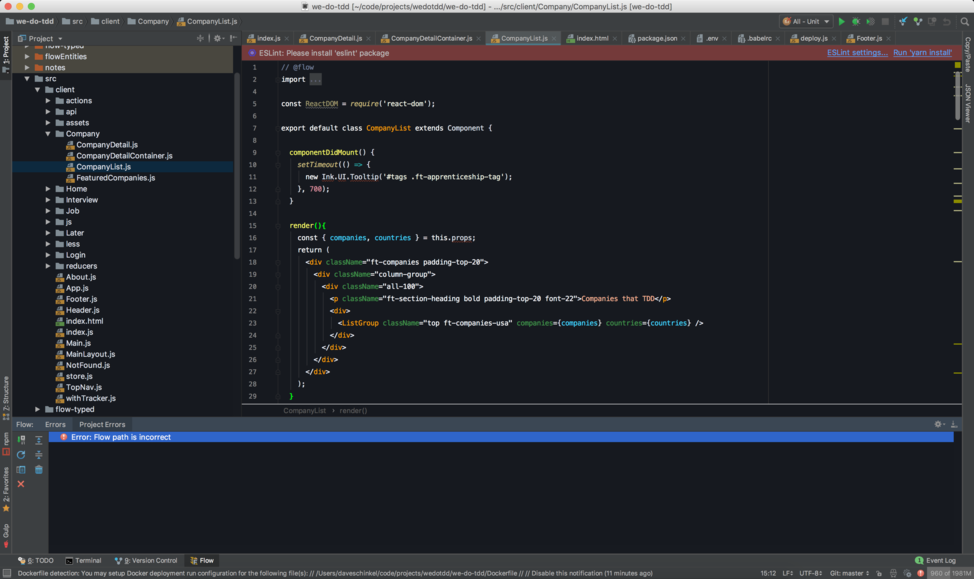 we-do-tdd [~/code/projects/wedotdd/we-do-tdd] - .../src/client/Company/CompanyList.js [we-do-tdd]
we-do-tdd src client Company CompanyList.js All - Unit
Project
index.js CompanyDetail.js CompanyDetailContainer.js CompanyList.js index.html package.json .env .babelrc deploy.js Footer.js
ESLint: Please install 'eslint' package ESLint settings... Run 'yarn install'
1: Project
flow-typed
flowEntities
notes
src
client
actions
api
assets
Company
CompanyDetail.js
CompanyDetailContainer.js
CompanyList.js
FeaturedCompanies.js
Home
Interview
Job
js
Later
less
Login
reducers
About.js
App.js
Footer.js
Header.js
index.html
index.js
Main.js
MainLayout.js
NotFound.js
store.js
TopNav.js
withTracker.js
flow-typed
1 // @flow
2 import ...
4
5 const ReactDOM = require('react-dom');
6
7 export default class CompanyList extends Component {
8
9 componentDidMount() {
10 setTimeout(() => {
11 new Ink.UI.Tooltip('#tags .ft-apprenticeship-tag');
12 }, 700);
13 }
14
15 render(){
16 const { companies, countries } = this.props;
17 return (
18 <div className="ft-companies padding-top-20">
19 <div className="column-group">
20 <div className="all-100">
21 <p className="ft-section-heading bold padding-top-20 font-22">Companies that TDD</p>
22 <div>
23 <ListGroup className="top ft-companies-usa" companies={companies} countries={countries} />
24 </div>
25 </div>
26 </div>
27 </div>
28 );
29 }
CompanyList › render()
Copy/Paste
JSON Viewer
7: Structure
npm
2: Favorites
Gulp
Flow: Errors Project Errors
Error: Flow path is incorrect
6: TODO Terminal 9: Version Control Flow 1 Event Log
Dockerfile detection: You may setup Docker deployment run configuration for the following file(s): // /Users/daveschinkel/code/projects/wedotdd/we-do-tdd/Dockerfile // // Disable this notification (11 minutes ago) 15:12 LF÷ UTF-8÷ Git: master÷ 960 of 1981M